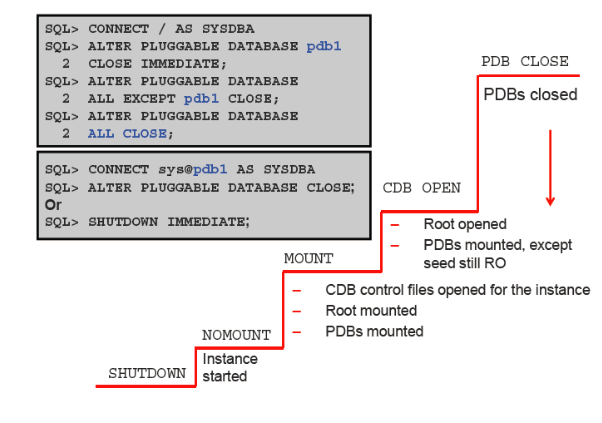 SQL> CONNECT / AS SYSDBA
SQL> ALTER PLUGGABLE DATABASE pdb1
2 CLOSE IMMEDIATE;
SQL> ALTER PLUGGABLE DATABASE
2 ALL EXCEPT pdb1 CLOSE;
SQL> ALTER PLUGGABLE DATABASE
2 ALL CLOSE;
SQL> CONNECT sys@pdb1 AS SYSDBA
SQL> ALTER PLUGGABLE DATABASE CLOSE;
Or
SQL> SHUTDOWN IMMEDIATE;
PDB CLOSE
PDBs closed
CDB OPEN
– Root opened
– PDBs mounted, except
seed still RO
MOUNT
– CDB control files opened for the instance
– Root mounted
– PDBs mounted
NOMOUNT
Instance
started
SHUTDOWN